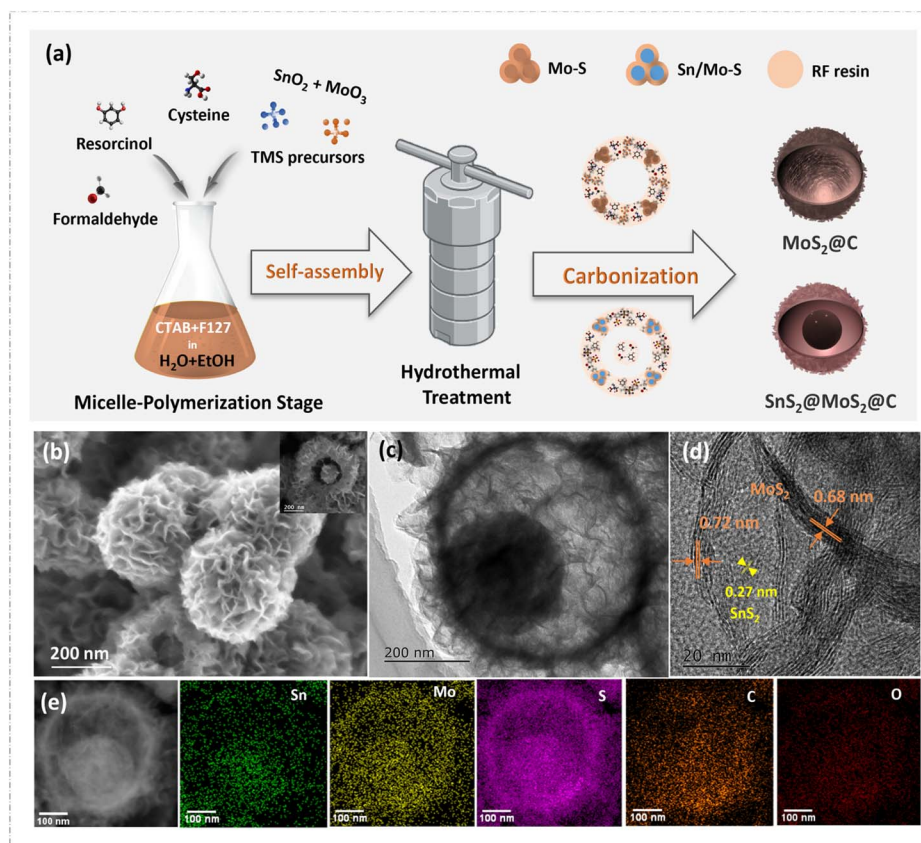 (a)
SnO2 + MoO3
Cysteine
Resorcinol
TMS precursors
Formaldehyde
Mo-S
Sn/Mo-S
RF resin
CTAB+F127
in
H2O+EtOH
Self-assembly
Carbonization
Micelle-Polymerization Stage
Hydrothermal
Treatment
MoS2@C
SnS2@MoS2@C
(b)
200 nm
200 nm
(c)
200 nm
(d)
MoS2
0.68 nm
0.72 nm
0.27 nm
SnS2
20 nm
(e)
100 nm
Sn
100 nm
Mo
100 nm
S
100 nm
C
100 nm
O
100 nm